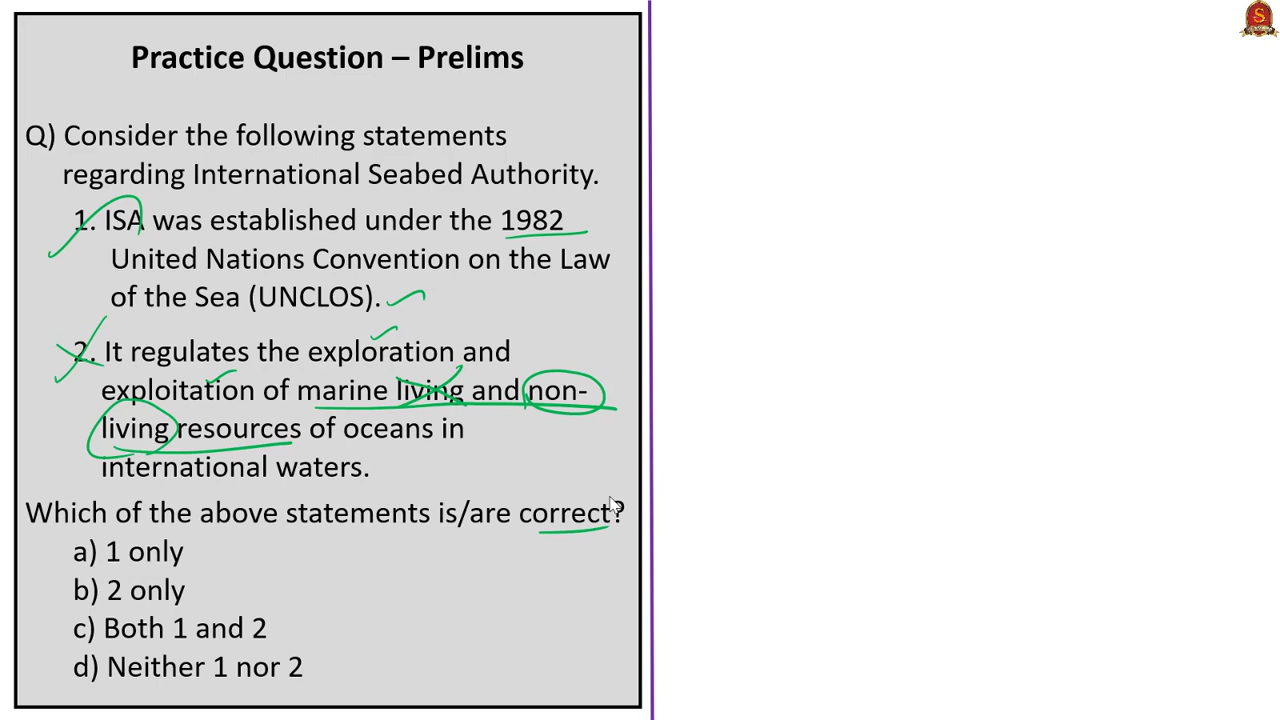 Practice Question – Prelims
Q) Consider the following statements
regarding International Seabed Authority.
1. ISA was established under the 1982
United Nations Convention on the Law
of the Sea (UNCLOS).
2. It regulates the exploration and
exploitation of marine living and non-
living resources of oceans in
international waters.
Which of the above statements is/are correct?
a) 1 only
b) 2 only
c) Both 1 and 2
d) Neither 1 nor 2